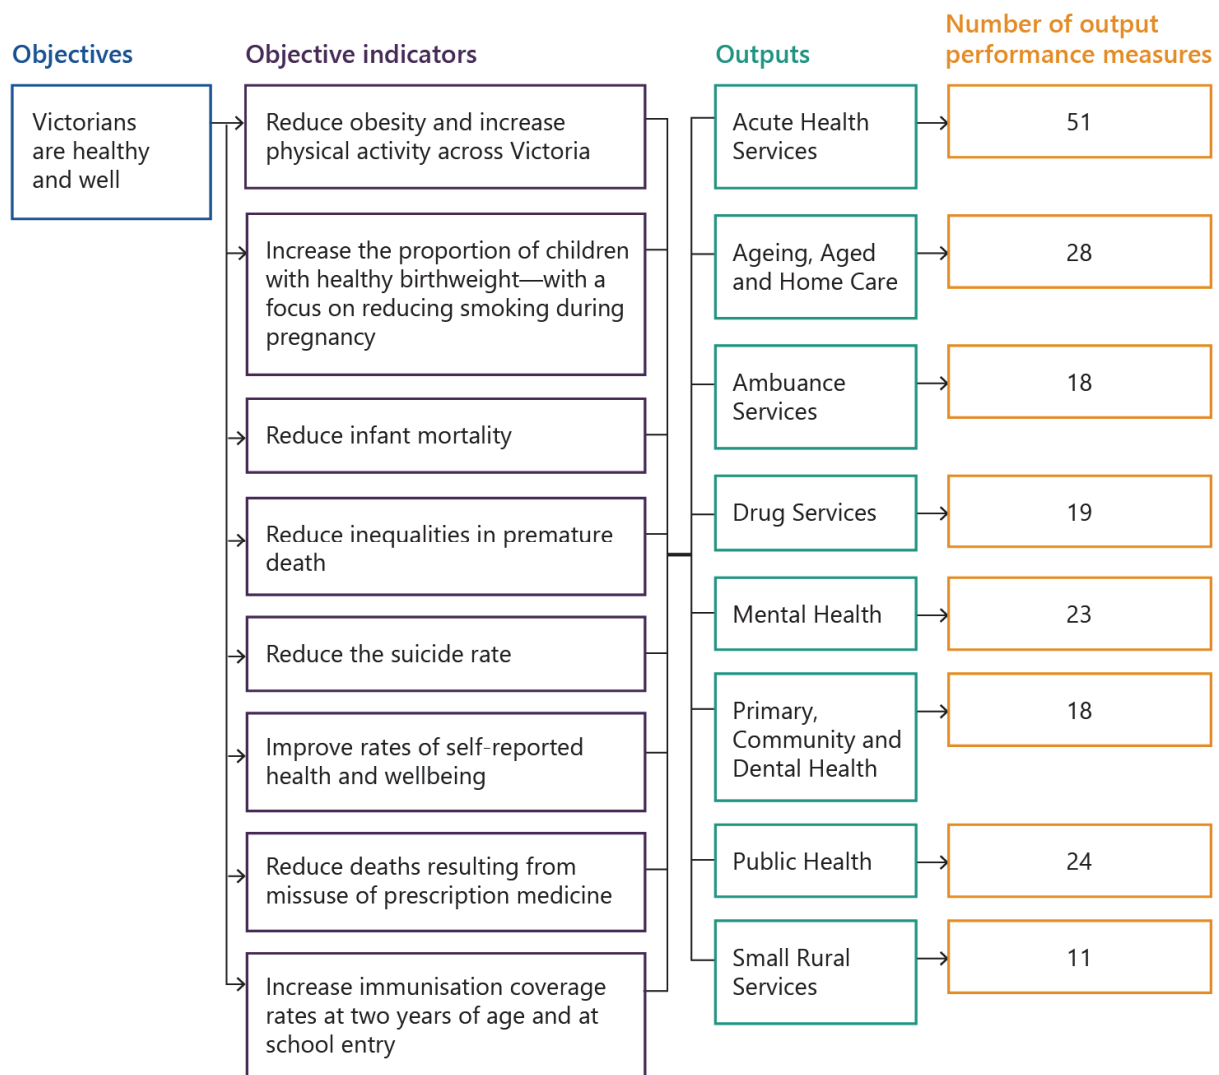 Objectives
Objective indicators
Outputs
Number of output
performance measures
Victorians
are healthy
and well
Reduce obesity and increase
physical activity across Victoria
Increase the proportion of children
with healthy birthweight—with a
focus on reducing smoking during
pregnancy
Reduce infant mortality
Reduce inequalities in premature
death
Reduce the suicide rate
Improve rates of self-reported
health and wellbeing
Reduce deaths resulting from
missuse of prescription medicine
Increase immunisation coverage
rates at two years of age and at
school entry
Acute Health
Services
51
Ageing, Aged
and Home Care
28
Ambuance
Services
18
Drug Services
19
Mental Health
23
Primary,
Community and
Dental Health
18
Public Health
24
Small Rural
Services
11